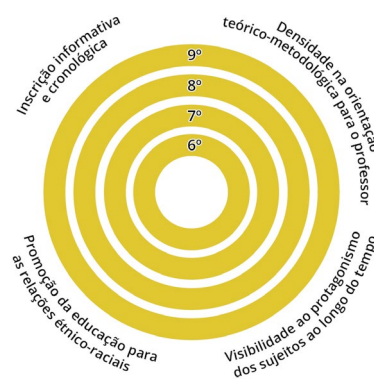 Inscrição informativa
e cronológica
Densidade na orientação
teórico-metodológica para o professor
9º
8º
7º
6º
Promoção da educação para
as relações étnico-raciais
Visibilidade ao protagonismo
dos sujeitos ao longo do tempo